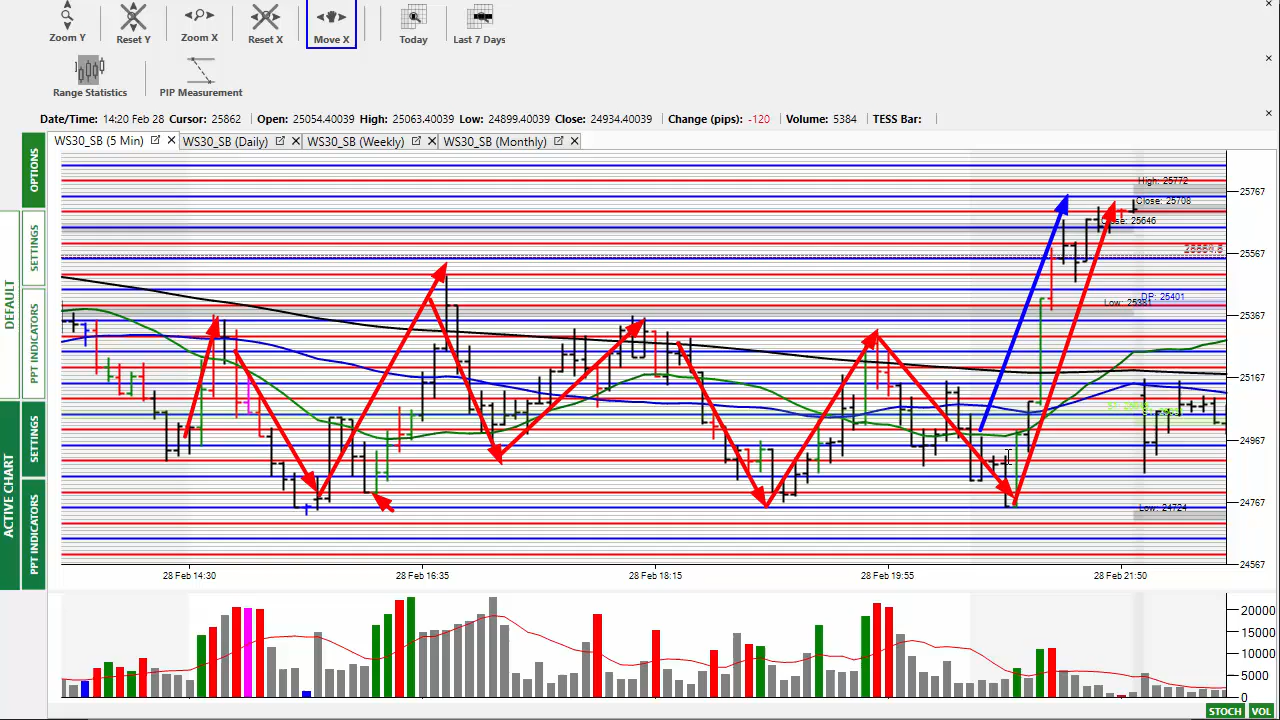 Zoom Y Reset Y Zoom X Reset X Move X Today Last 7 Days
Range Statistics PIP Measurement
Date/Time: 14:20 Feb 28 Cursor: 25862 Open: 25054.40039 High: 25063.40039 Low: 24899.40039 Close: 24934.40039 Change (pips): -120 Volume: 5384 TESS Bar:
WS30_SB (5 Min) WS30_SB (Daily) WS30_SB (Weekly) WS30_SB (Monthly)
OPTIONS
SETTINGS
DEFAULT
PPT INDICATORS
SETTINGS
ACTIVE CHART
PPT INDICATORS
High: 25772
25767
Close: 25708
Close: 25646
25567
DP: 25401
25367
25167
24967
24767
Low: 24724
24567
28 Feb 14:30 28 Feb 16:35 28 Feb 18:15 28 Feb 19:55 28 Feb 21:50
20000
15000
10000
5000
0
STOCH VOL